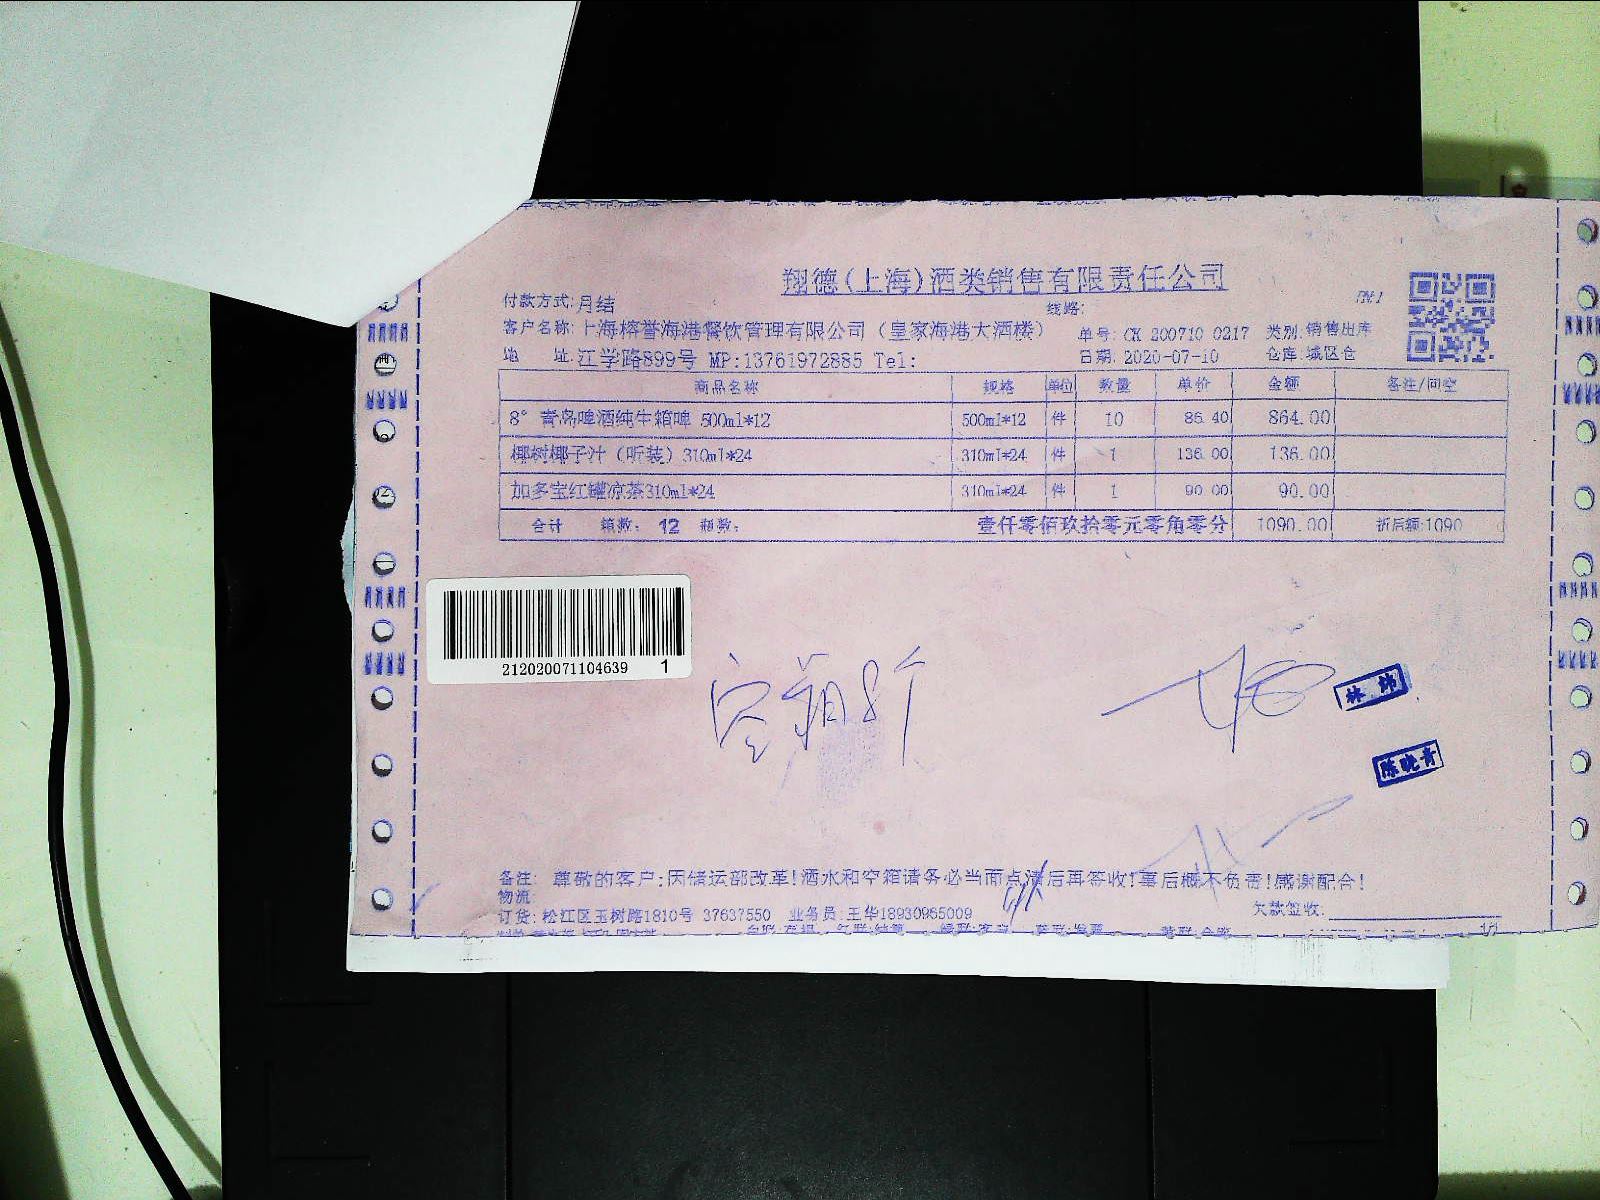 翔德(上海)酒类销售有限责任公司
付款方式:月结
线路:
客户名称:上海榕誉海港餐饮管理有限公司（皇家海港大酒楼）
单号: CK 200710 0217 类别:销售出库
地 址:江学路899号 MP:13761972885 Tel:
日期: 2020-07-10 仓库:城区仓
商品名称 规格 单位 数量 单价 金额 备注/回空
8° 青岛啤酒纯生箱啤 500ml*12 500ml*12 件 10 86.40 864.00
椰树椰子汁（听装）310ml*24 310ml*24 件 1 136.00 136.00
加多宝红罐凉茶310ml*24 310ml*24 件 1 90.00 90.00
合计 箱数: 12 瓶数: 壹仟零佰玖拾零元零角零分 1090.00 折后额:1090
212020071104639 1
林炜
陈晓青
备注: 尊敬的客户:因储运部改革!酒水和空箱请务必当面点清后再签收!事后概不负责!感谢配合!
物流:
订货: 松江区玉树路1810号 37637550 业务员:王华18930965009
欠款签收:
1/1